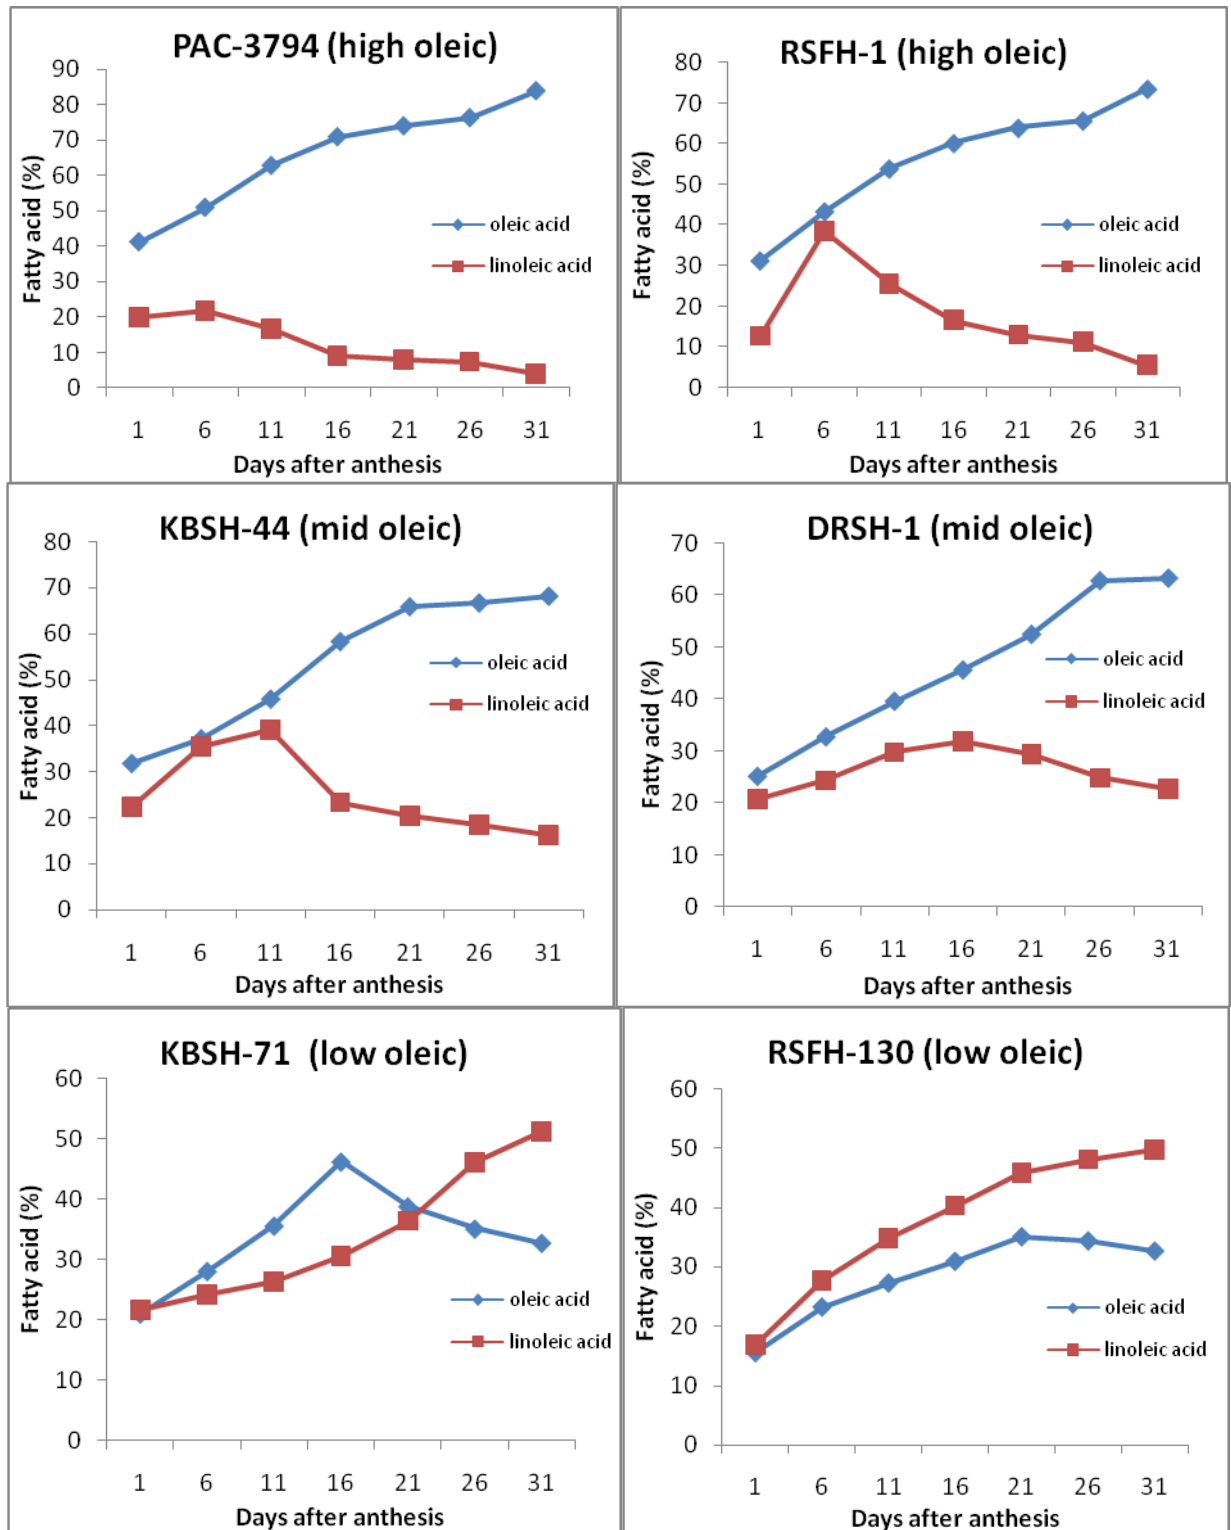 PAC-3794 (high oleic)
90
80
70
60
50
40
30
20
10
0
Fatty acid (%)
oleic acid
linoleic acid
1 6 11 16 21 26 31
Days after anthesis
RSFH-1 (high oleic)
80
70
60
50
40
30
20
10
0
Fatty acid (%)
oleic acid
linoleic acid
1 6 11 16 21 26 31
Days after anthesis
KBSH-44 (mid oleic)
80
70
60
50
40
30
20
10
0
Fatty acid (%)
oleic acid
linoleic acid
1 6 11 16 21 26 31
Days after anthesis
DRSH-1 (mid oleic)
70
60
50
40
30
20
10
0
Fatty acid (%)
oleic acid
linoleic acid
1 6 11 16 21 26 31
Days after anthesis
KBSH-71 (low oleic)
60
50
40
30
20
10
0
Fatty acid (%)
oleic acid
linoleic acid
1 6 11 16 21 26 31
Days after anthesis
RSFH-130 (low oleic)
60
50
40
30
20
10
0
Fatty acid (%)
oleic acid
linoleic acid
1 6 11 16 21 26 31
Days after anthesis